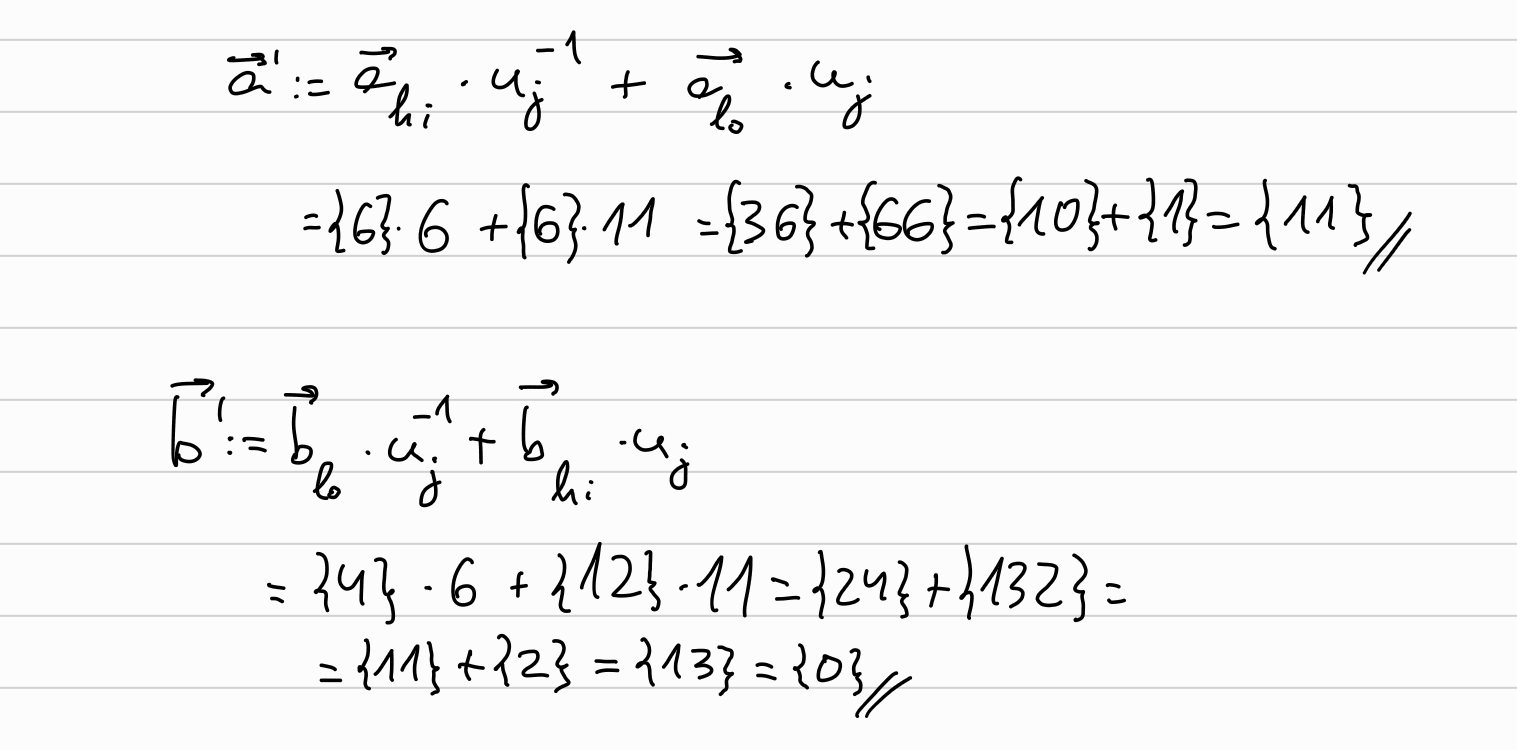 $\vec{a}' := \vec{a}_{hi} \cdot u_j^{-1} + \vec{a}_{lo} \cdot u_j$
$= \{6\} \cdot 6 + \{6\} \cdot 11 = \{36\} + \{66\} = \{10\} + \{1\} = \{11\} //$
$\vec{b}' := \vec{b}_{lo} \cdot u_j^{-1} + \vec{b}_{hi} \cdot u_j$
$= \{4\} \cdot 6 + \{12\} \cdot 11 = \{24\} + \{132\} =$
$= \{11\} + \{2\} = \{13\} = \{0\} //$